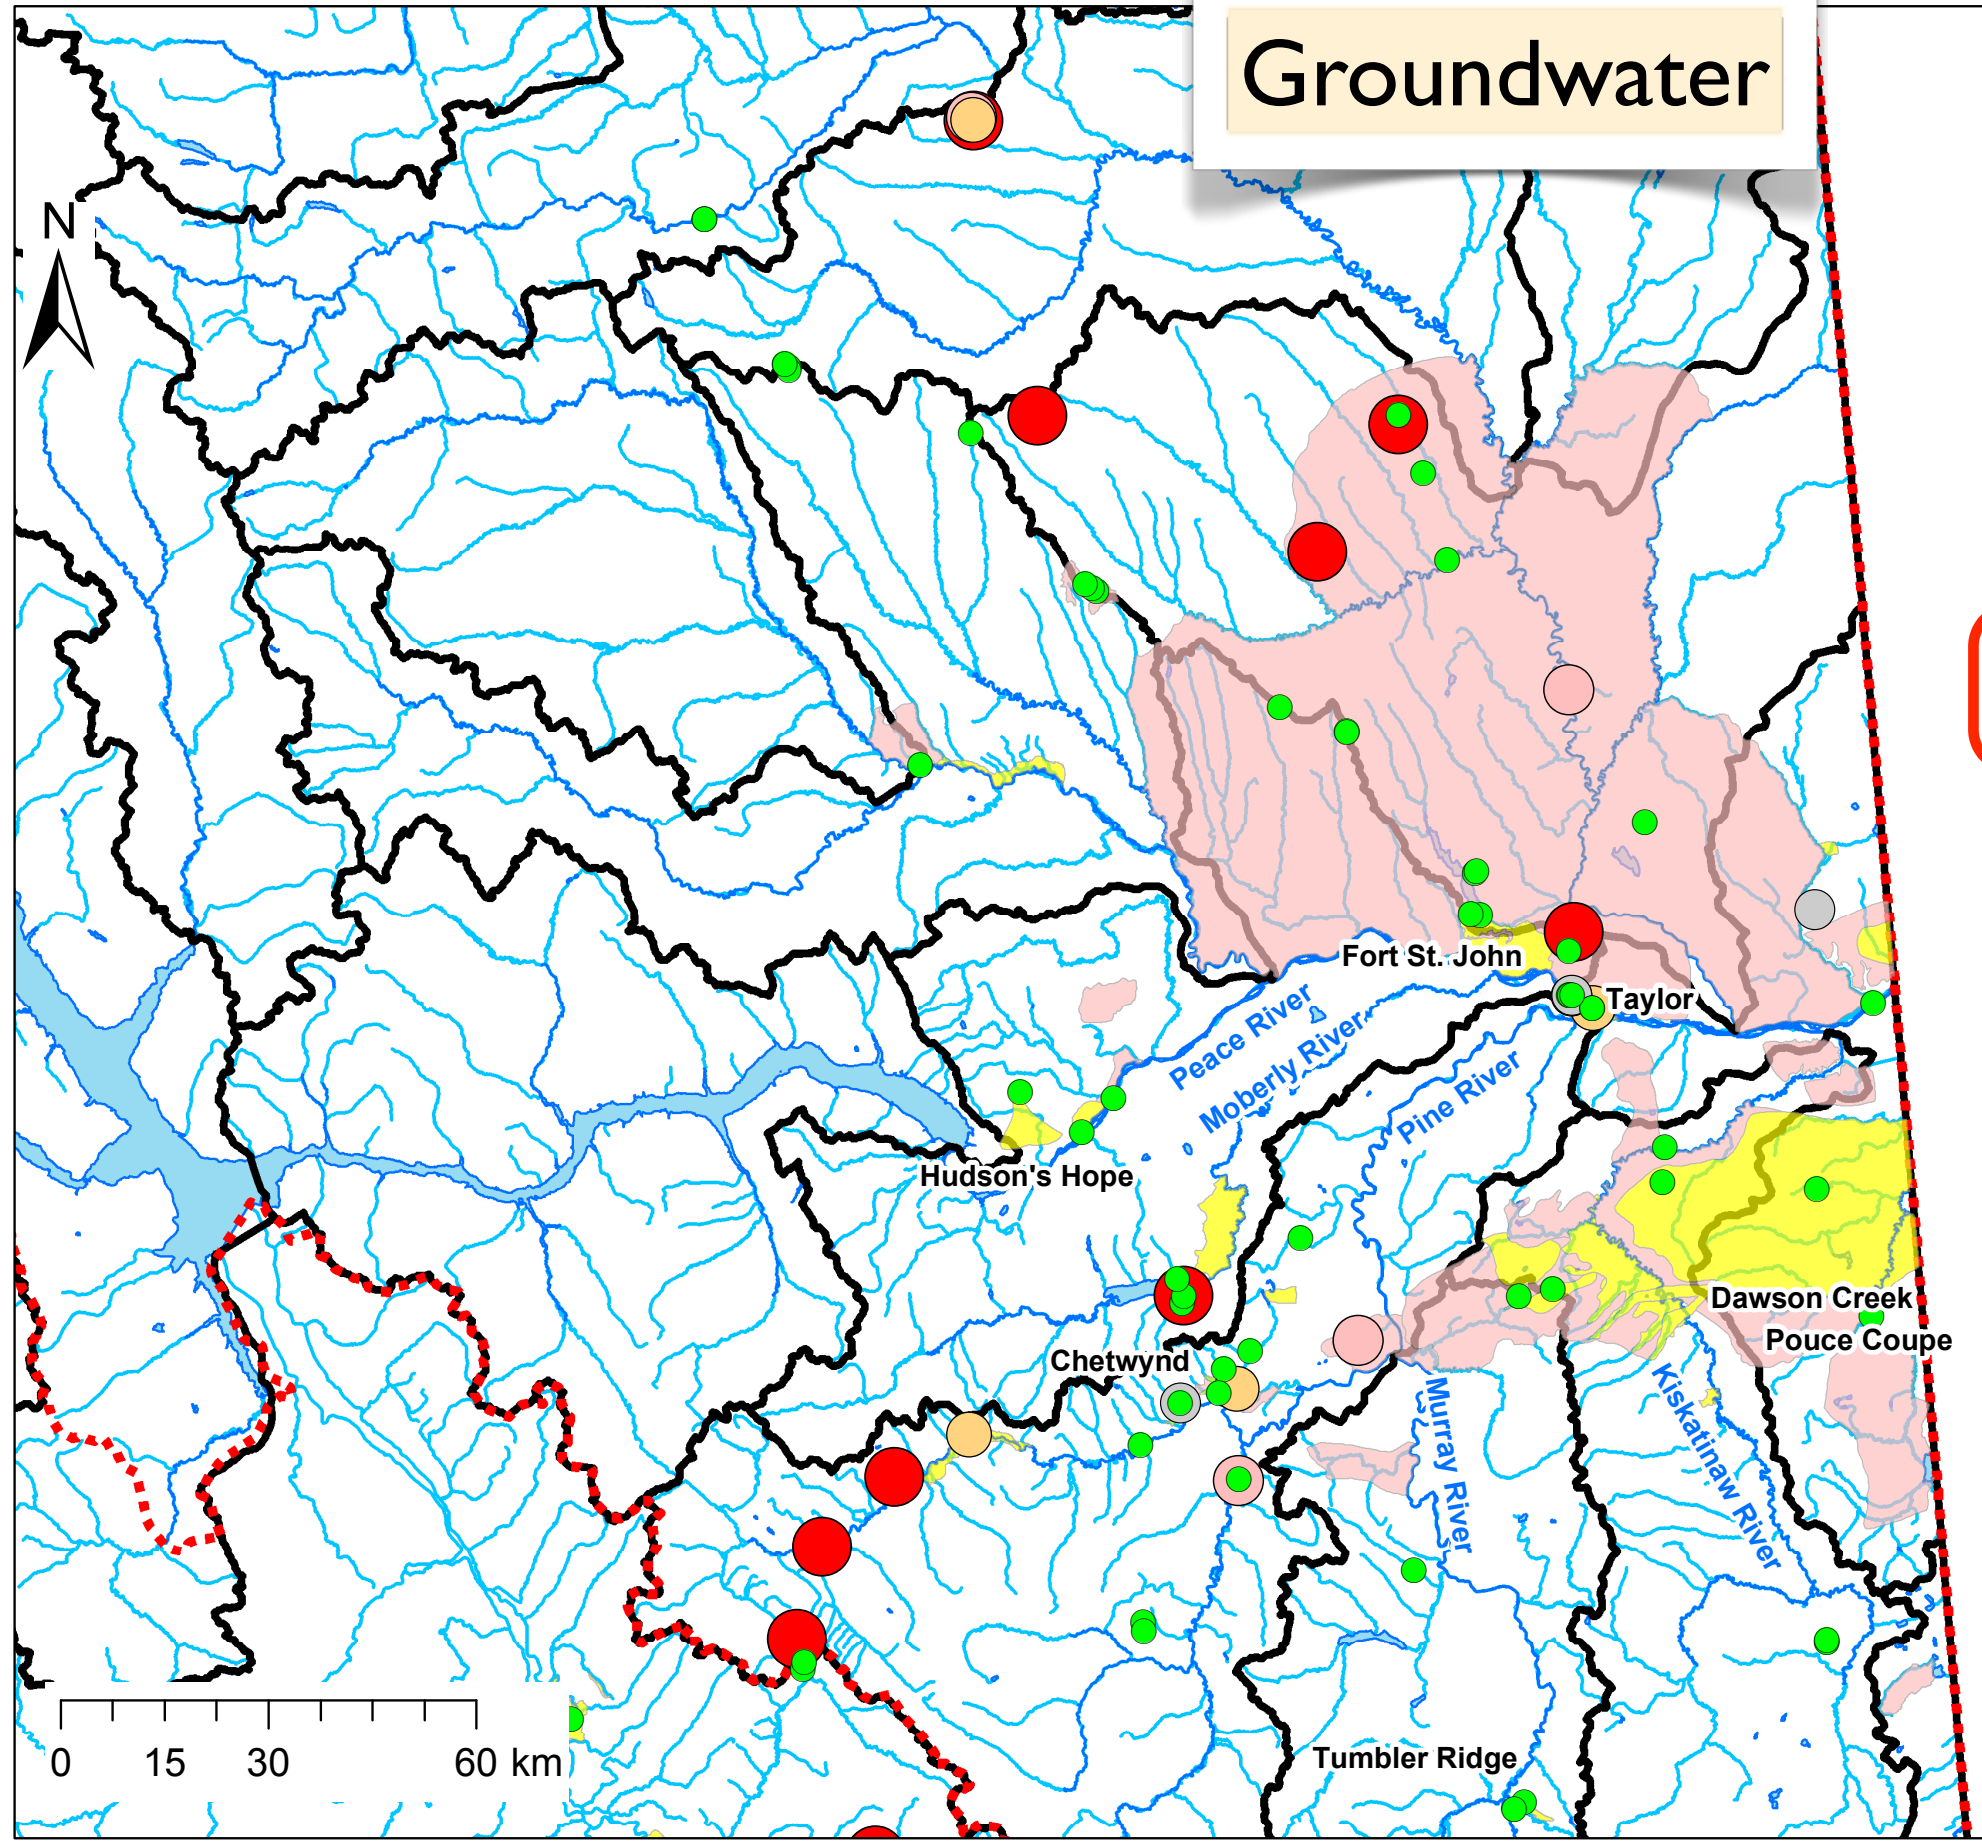 Groundwater
N
Fort St. John
Taylor
Peace River
Moberly River
Pine River
Hudson's Hope
Dawson Creek
Pouce Coupe
Chetwynd
Murray River
Kiskatinaw River
Tumbler Ridge
0 15 30 60 km